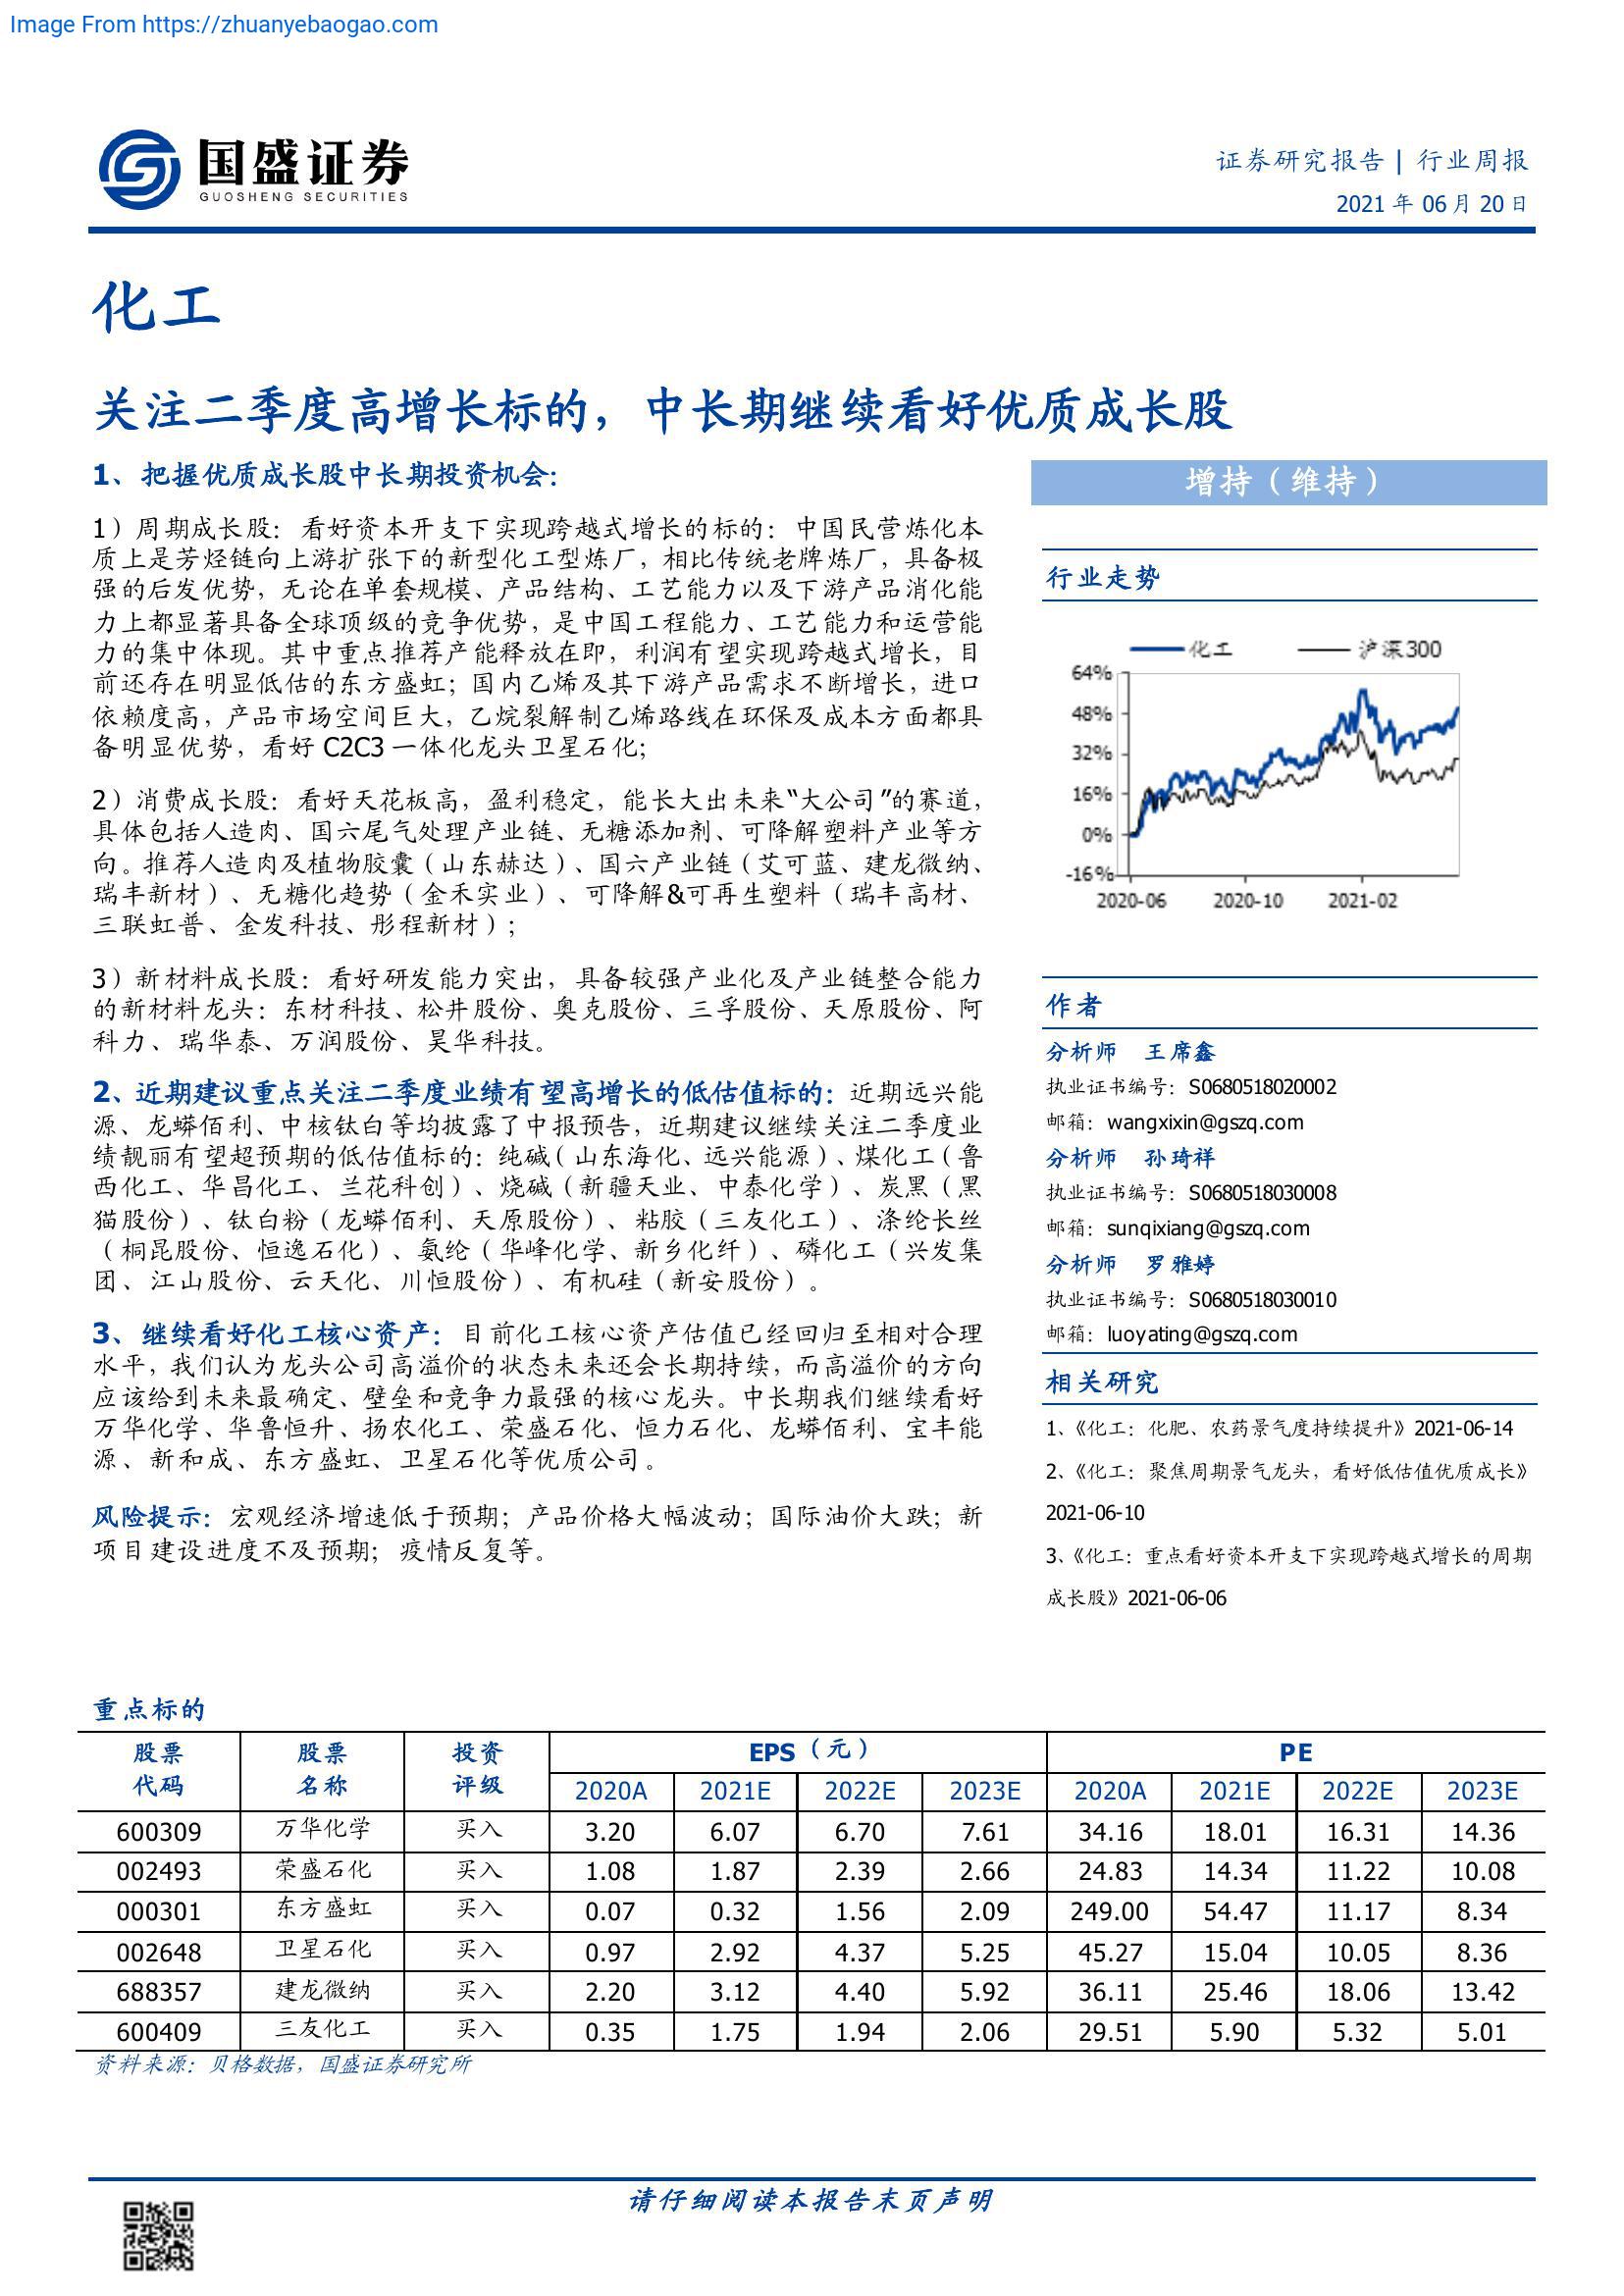 Image From https://zhuanyebaogao.com
国盛证券
GUOSHENG SECURITIES
证券研究报告 | 行业周报
2021 年 06 月 20 日
化工
关注二季度高增长标的，中长期继续看好优质成长股
1、把握优质成长股中长期投资机会：
1）周期成长股：看好资本开支下实现跨越式增长的标的：中国民营炼化本
质上是芳烃链向上游扩张下的新型化工型炼厂，相比传统老牌炼厂，具备极
强的后发优势，无论在单套规模、产品结构、工艺能力以及下游产品消化能
力上都显著具备全球顶级的竞争优势，是中国工程能力、工艺能力和运营能
力的集中体现。其中重点推荐产能释放在即，利润有望实现跨越式增长，目
前还存在明显低估的东方盛虹；国内乙烯及其下游产品需求不断增长，进口
依赖度高，产品市场空间巨大，乙烷裂解制乙烯路线在环保及成本方面都具
备明显优势，看好 C2C3 一体化龙头卫星石化；
2）消费成长股：看好天花板高，盈利稳定，能长大出未来“大公司”的赛道，
具体包括人造肉、国六尾气处理产业链、无糖添加剂、可降解塑料产业等方
向。推荐人造肉及植物胶囊（山东赫达）、国六产业链（艾可蓝、建龙微纳、
瑞丰新材）、无糖化趋势（金禾实业）、可降解&可再生塑料（瑞丰高材、
三联虹普、金发科技、彤程新材）；
3）新材料成长股：看好研发能力突出，具备较强产业化及产业链整合能力
的新材料龙头：东材科技、松井股份、奥克股份、三孚股份、天原股份、阿
科力、瑞华泰、万润股份、昊华科技。
2、近期建议重点关注二季度业绩有望高增长的低估值标的：近期远兴能
源、龙蟒佰利、中核钛白等均披露了中报预告，近期建议继续关注二季度业
绩靓丽有望超预期的低估值标的：纯碱（山东海化、远兴能源）、煤化工（鲁
西化工、华昌化工、兰花科创）、烧碱（新疆天业、中泰化学）、炭黑（黑
猫股份）、钛白粉（龙蟒佰利、天原股份）、粘胶（三友化工）、涤纶长丝
（桐昆股份、恒逸石化）、氨纶（华峰化学、新乡化纤）、磷化工（兴发集
团、江山股份、云天化、川恒股份）、有机硅（新安股份）。
3、继续看好化工核心资产：目前化工核心资产估值已经回归至相对合理
水平，我们认为龙头公司高溢价的状态未来还会长期持续，而高溢价的方向
应该给到未来最确定、壁垒和竞争力最强的核心龙头。中长期我们继续看好
万华化学、华鲁恒升、扬农化工、荣盛石化、恒力石化、龙蟒佰利、宝丰能
源、新和成、东方盛虹、卫星石化等优质公司。
风险提示：宏观经济增速低于预期；产品价格大幅波动；国际油价大跌；新
项目建设进度不及预期；疫情反复等。
增持（维持）
行业走势
化工 沪深300
64%
48%
32%
16%
0%
-16%
2020-06 2020-10 2021-02
作者
分析师 王席鑫
执业证书编号：S0680518020002
邮箱：wangxixin@gszq.com
分析师 孙琦祥
执业证书编号：S0680518030008
邮箱：sunqixiang@gszq.com
分析师 罗雅婷
执业证书编号：S0680518030010
邮箱：luoyating@gszq.com
相关研究
1、《化工：化肥、农药景气度持续提升》2021-06-14
2、《化工：聚焦周期景气龙头，看好低估值优质成长》
2021-06-10
3、《化工：重点看好资本开支下实现跨越式增长的周期
成长股》2021-06-06
重点标的
股票 股票 投资 EPS（元） PE
代码 名称 评级 2020A 2021E 2022E 2023E 2020A 2021E 2022E 2023E
600309 万华化学 买入 3.20 6.07 6.70 7.61 34.16 18.01 16.31 14.36
002493 荣盛石化 买入 1.08 1.87 2.39 2.66 24.83 14.34 11.22 10.08
000301 东方盛虹 买入 0.07 0.32 1.56 2.09 249.00 54.47 11.17 8.34
002648 卫星石化 买入 0.97 2.92 4.37 5.25 45.27 15.04 10.05 8.36
688357 建龙微纳 买入 2.20 3.12 4.40 5.92 36.11 25.46 18.06 13.42
600409 三友化工 买入 0.35 1.75 1.94 2.06 29.51 5.90 5.32 5.01
资料来源：贝格数据，国盛证券研究所
请仔细阅读本报告末页声明